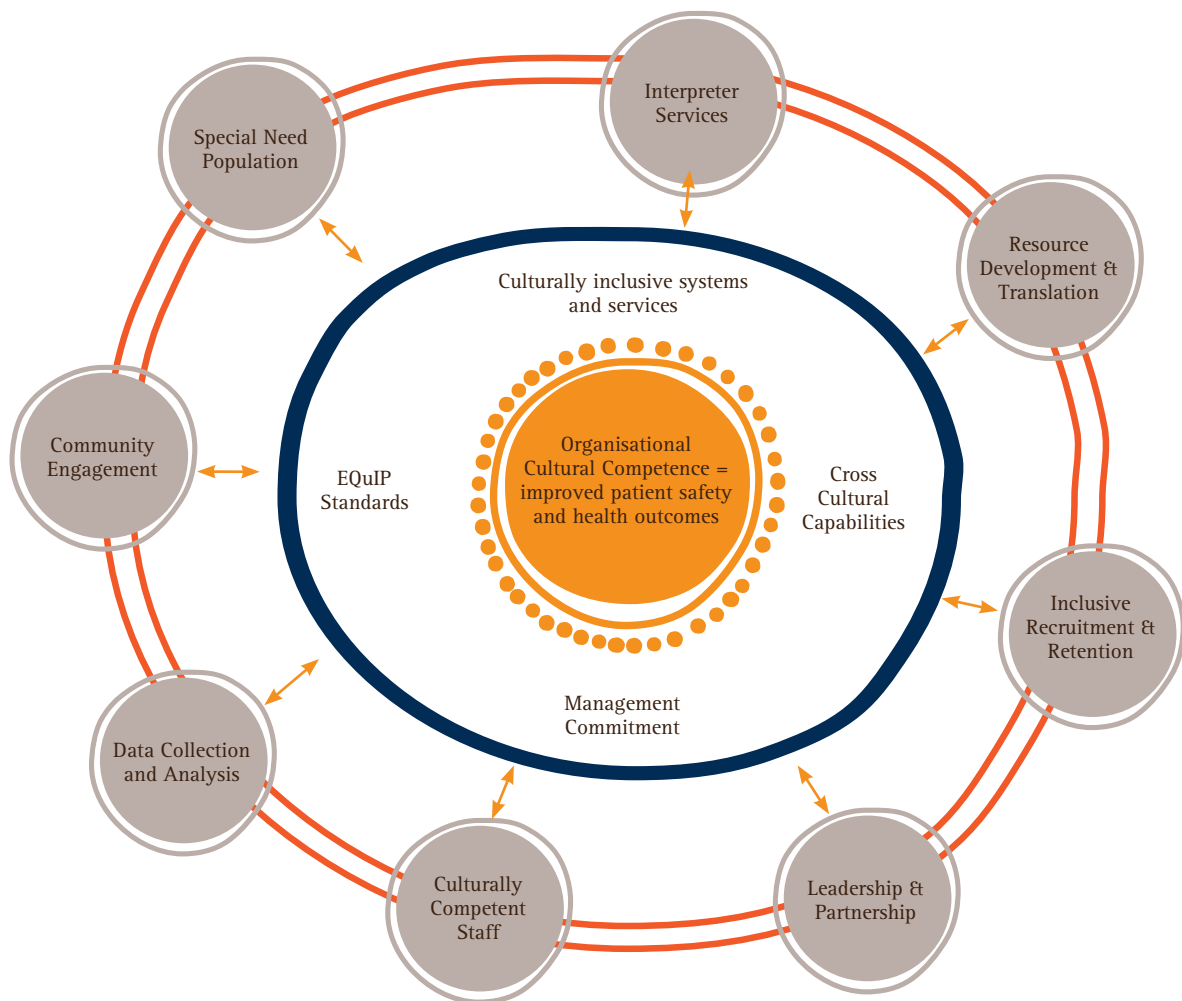 Interpreter
Services
Special Need
Population
Resource
Development &
Translation
Culturally inclusive systems
and services
Community
Engagement
EQuIP
Standards
Organisational
Cultural Competence =
improved patient safety
and health outcomes
Cross
Cultural
Capabilities
Inclusive
Recruitment &
Retention
Management
Commitment
Data Collection
and Analysis
Culturally
Competent
Staff
Leadership &
Partnership